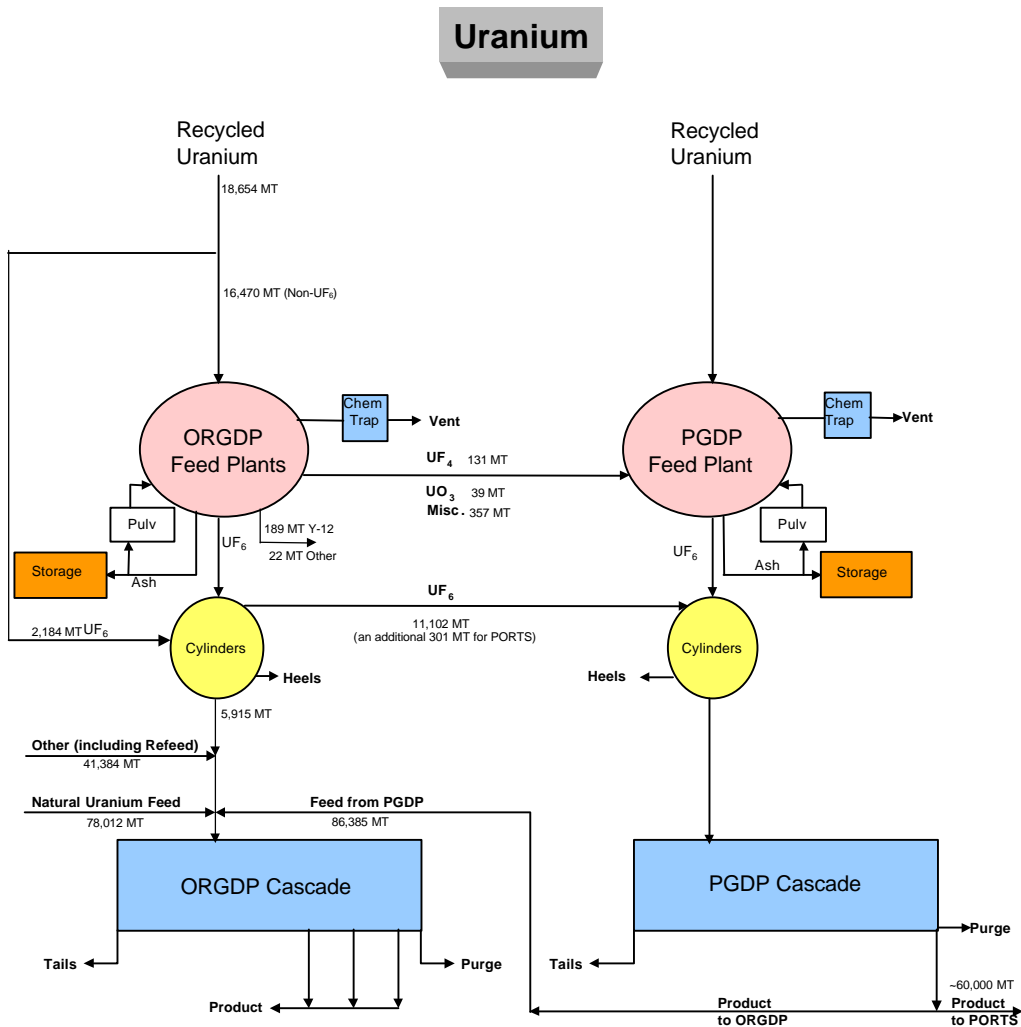 Uranium
Recycled
Uranium
Recycled
Uranium
18,654 MT
16,470 MT (Non-UF₆)
Chem
Trap
Vent
Chem
Trap
Vent
ORGDP
Feed Plants
PGDP
Feed Plant
UF₄ 131 MT
UO₃ 39 MT
Misc. 357 MT
Pulv
Pulv
189 MT Y-12
22 MT Other
UF₆
UF₆
Storage
Ash
Ash
Storage
UF₆
11,102 MT
(an additional 301 MT for PORTS)
2,184 MT UF₆
Cylinders
Cylinders
Heels
Heels
5,915 MT
Other (including Refeed)
41,384 MT
Natural Uranium Feed
78,012 MT
Feed from PGDP
86,385 MT
ORGDP Cascade
PGDP Cascade
Tails
Purge
Tails
Purge
Product
~60,000 MT
Product
to ORGDP
Product
to PORTS